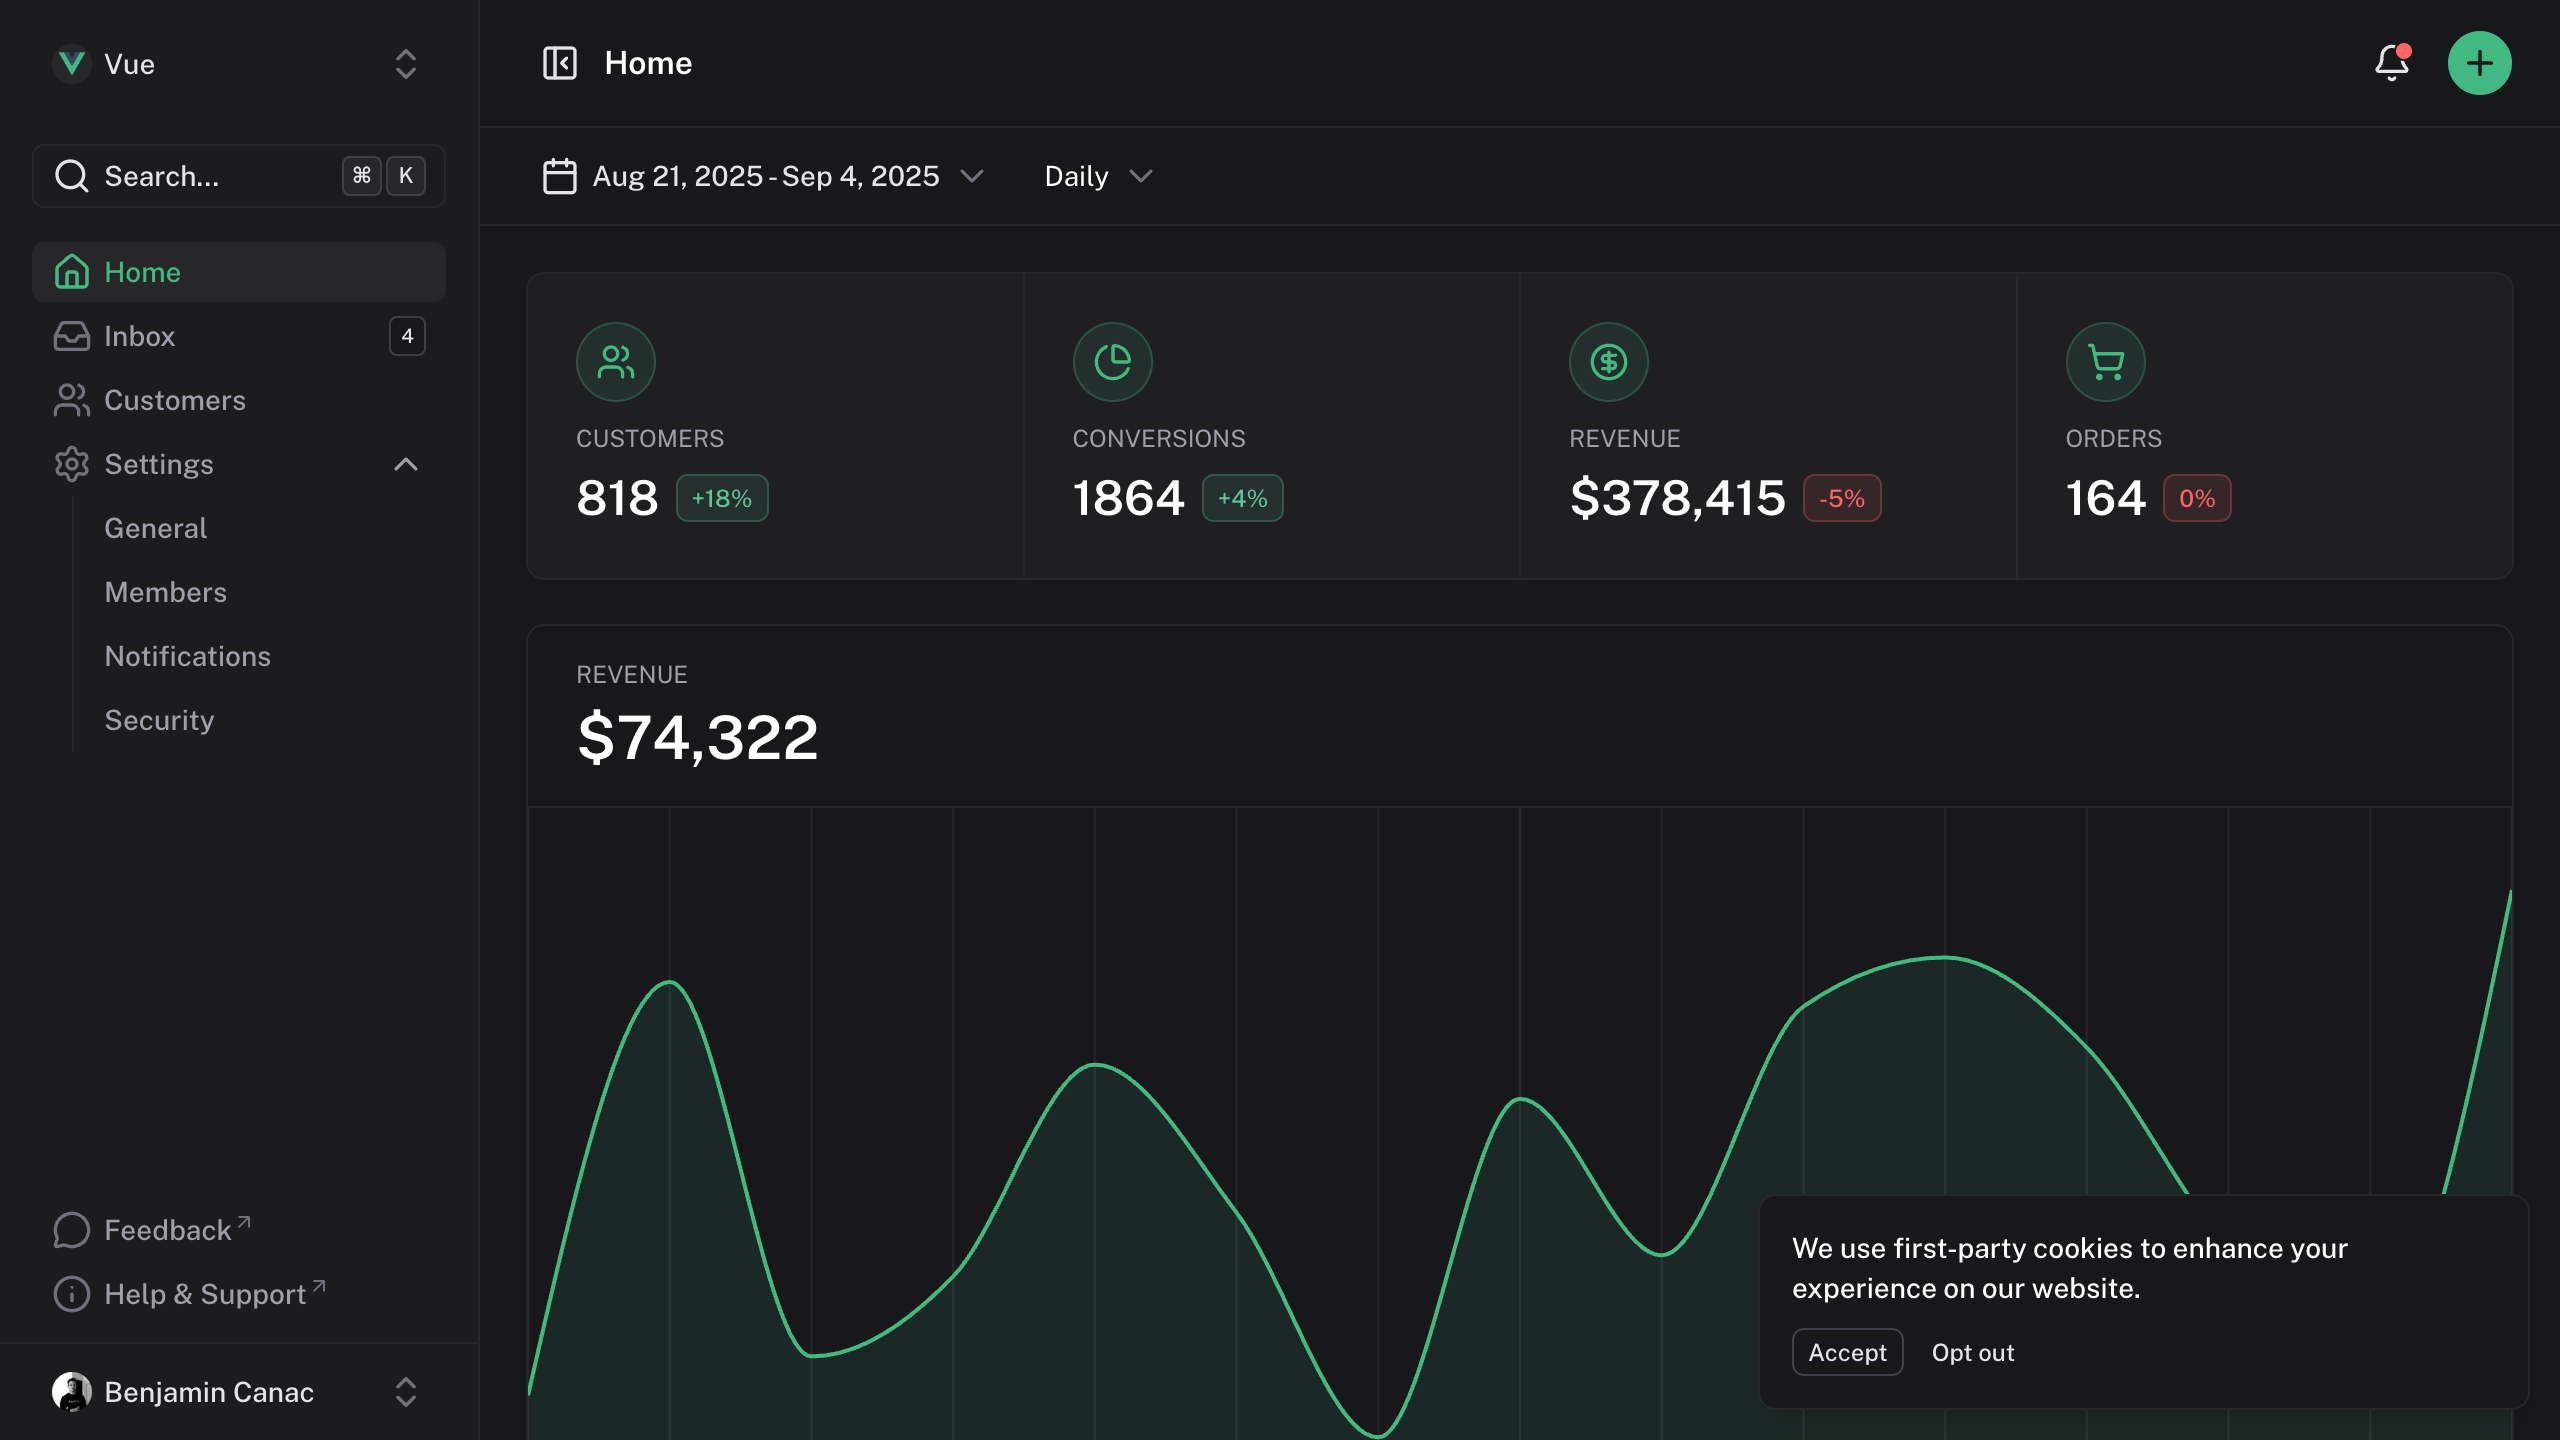 Vue
Search...
⌘ K
Home
Inbox
4
Customers
Settings
General
Members
Notifications
Security
Feedback
Help & Support
Benjamin Canac
Home
Aug 21, 2025 - Sep 4, 2025
Daily
CUSTOMERS
818 +18%
CONVERSIONS
1864 +4%
REVENUE
$378,415 -5%
ORDERS
164 0%
REVENUE
$74,322
We use first-party cookies to enhance your
experience on our website.
Accept
Opt out